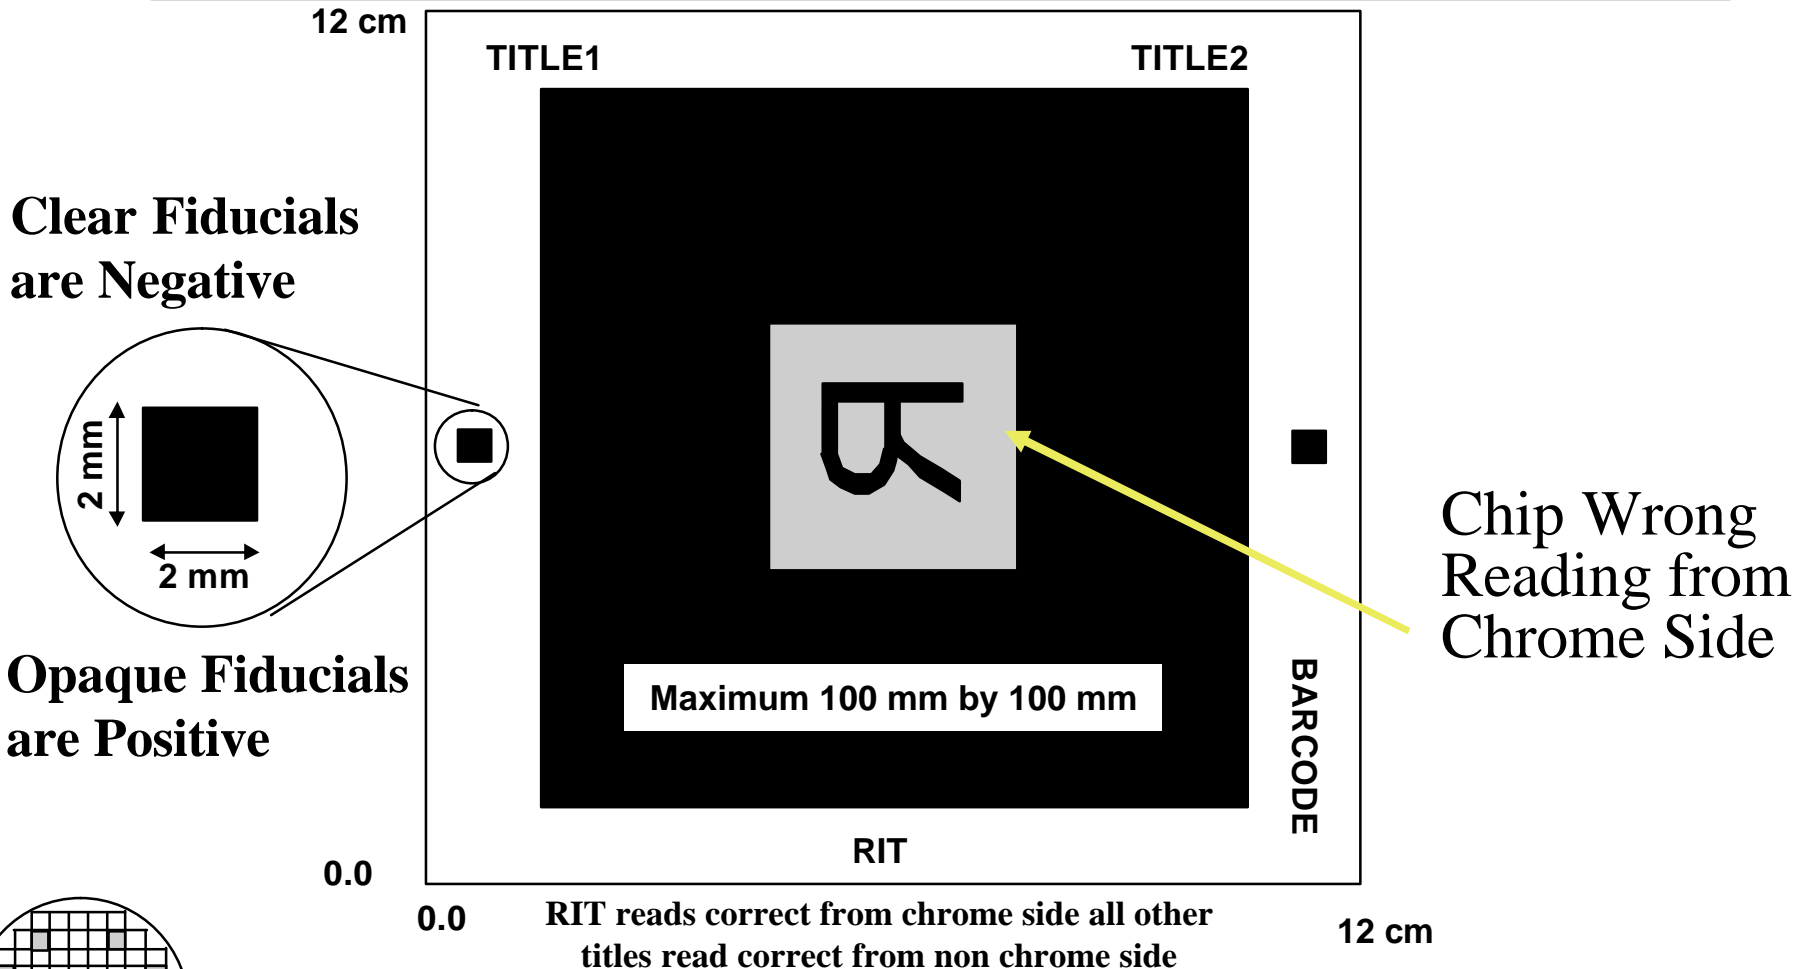 12 cm
TITLE1
TITLE2
Clear Fiducials
are Negative
2 mm
2 mm
R
Chip Wrong
Reading from
Chrome Side
Opaque Fiducials
are Positive
Maximum 100 mm by 100 mm
BARCODE
RIT
0.0
0.0
12 cm
RIT reads correct from chrome side all other
titles read correct from non chrome side